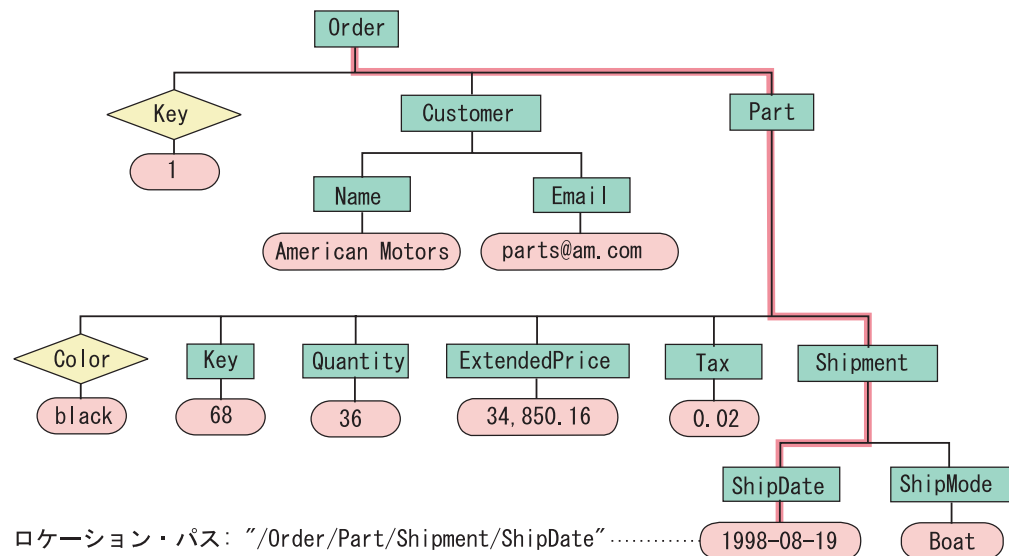 Order
Key
Customer
Part
1
Name
Email
American Motors
parts@am.com
Color
Key
Quantity
ExtendedPrice
Tax
Shipment
black
68
36
34,850.16
0.02
ShipDate
ShipMode
ロケーション・パス: "/Order/Part/Shipment/ShipDate"
1998-08-19
Boat